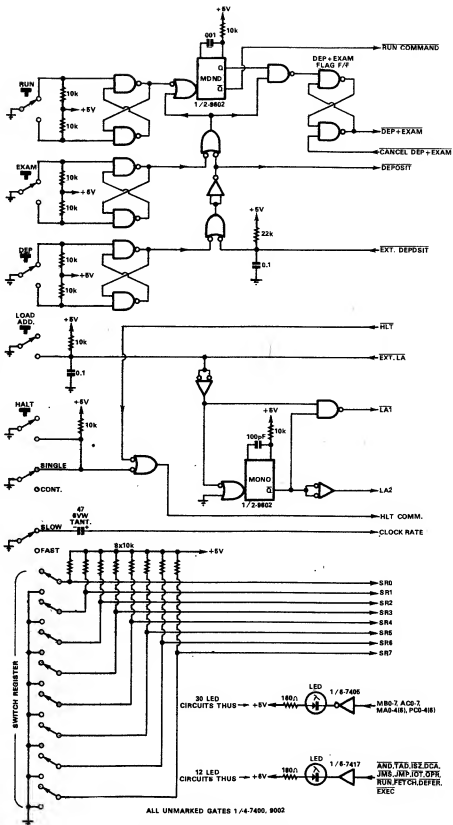 +5V
.001
10k
RUN COMMAND
MONO
Q
Q
1/2-9602
DEP+EXAM
FLAG F/F
RUN
10k
+5V
10k
DEP+EXAM
CANCEL DEP+EXAM
EXAM
10k
+5V
10k
DEPOSIT
+5V
22k
DEP
10k
+5V
10k
EXT. DEPOSIT
0.1
LOAD
ADD.
+5V
10k
HLT
EXT. LA
0.1
HALT
+5V
10k
+5V
10k
100pF
LA1
SINGLE
MONO
1/2-9602
LA2
CONT.
HLT COMM.
47
6VW
TANT.
SLOW
CLOCK RATE
FAST
8x10k
+5V
SR0
SR1
SR2
SR3
SR4
SR5
SR6
SR7
SWITCH REGISTER
LED
1/6-7405
30 LED
CIRCUITS THUS
+5V
180Ω
MB0-7, AC0-7,
MA0-4(6), PC0-4(6)
LED
1/6-7417
12 LED
CIRCUITS THUS
+5V
180Ω
AND,TAD,ISZ,DCA,
JMS,JMP,IOT,OPR,
RUN,FETCH,DEFER,
EXEC
ALL UNMARKED GATES 1/4-7400, 9002